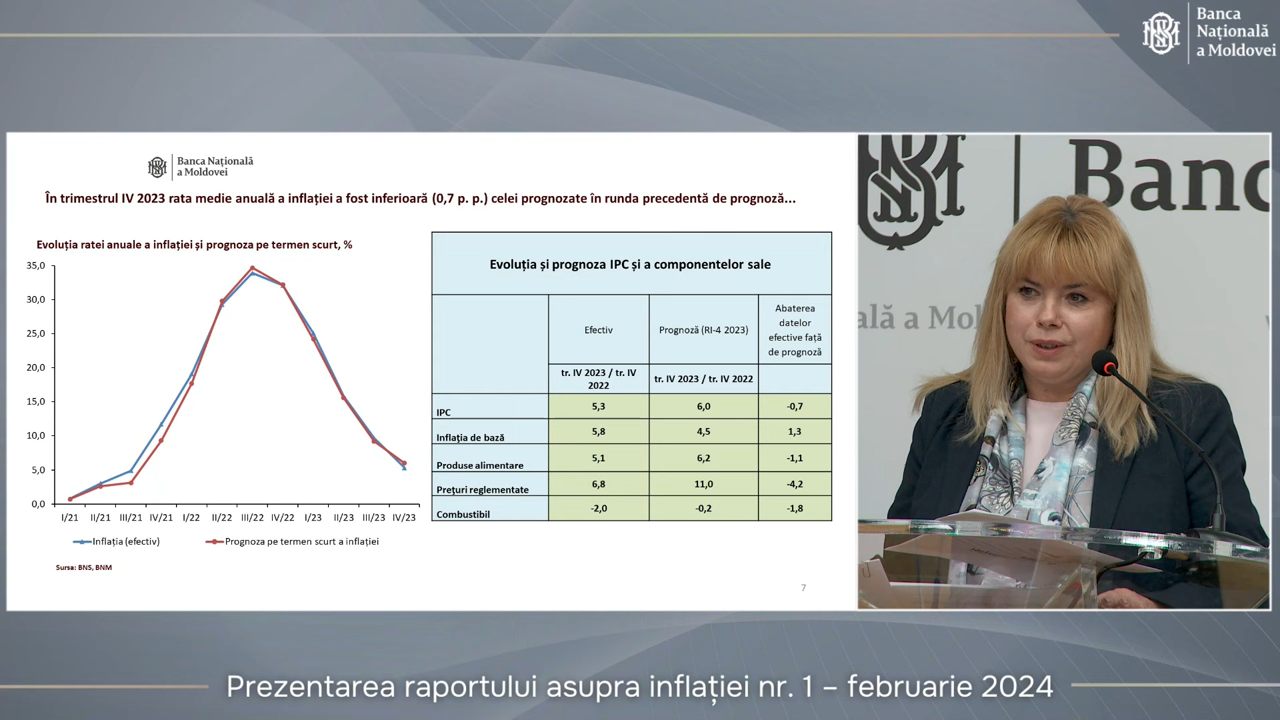 Banca
Națională
a Moldovei
Banca Națională
a Moldovei
În trimestrul IV 2023 rata medie anuală a inflației a fost inferioară (0,7 p. p.) celei prognozate în runda precedentă de prognoză...
Evoluția ratei anuale a inflației și prognoza pe termen scurt, %
35,0
30,0
25,0
20,0
15,0
10,0
5,0
0,0
I/21 II/21 III/21 IV/21 I/22 II/22 III/22 IV/22 I/23 II/23 III/23 IV/23
Inflația (efectiv) Prognoza pe termen scurt a inflației
Sursa: BNS, BNM
Evoluția și prognoza IPC și a componentelor sale
Efectiv Prognoză (RI-4 2023) Abaterea
datelor
efective față
de prognoză
tr. IV 2023 / tr. IV
2022 tr. IV 2023 / tr. IV 2022
IPC 5,3 6,0 -0,7
Inflația de bază 5,8 4,5 1,3
Produse alimentare 5,1 6,2 -1,1
Prețuri reglementate 6,8 11,0 -4,2
Combustibil -2,0 -0,2 -1,8
7
Banc
ală a Mol
Prezentarea raportului asupra inflației nr. 1 – februarie 2024